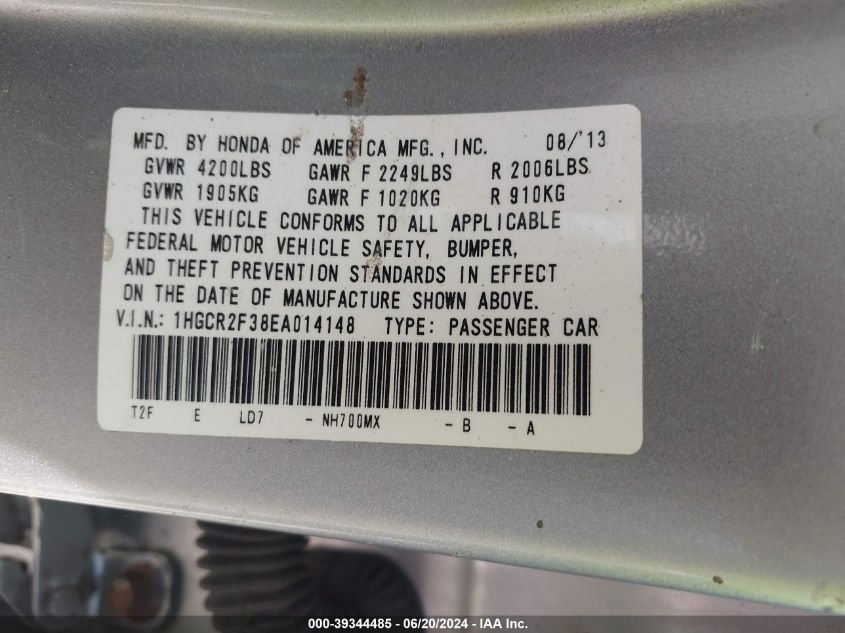 MFD. BY HONDA OF AMERICA MFG., INC. 08/'13
GVWR 4200LBS GAWR F 2249LBS R 2006LBS
GVWR 1905KG GAWR F 1020KG R 910KG
THIS VEHICLE CONFORMS TO ALL APPLICABLE
FEDERAL MOTOR VEHICLE SAFETY, BUMPER,
AND THEFT PREVENTION STANDARDS IN EFFECT
ON THE DATE OF MANUFACTURE SHOWN ABOVE.
V.I.N.: 1HGCR2F38EA014148 TYPE: PASSENGER CAR
T2F E LD7 - NH700MX - B - A
000-39344485 - 06/20/2024 - IAA Inc.